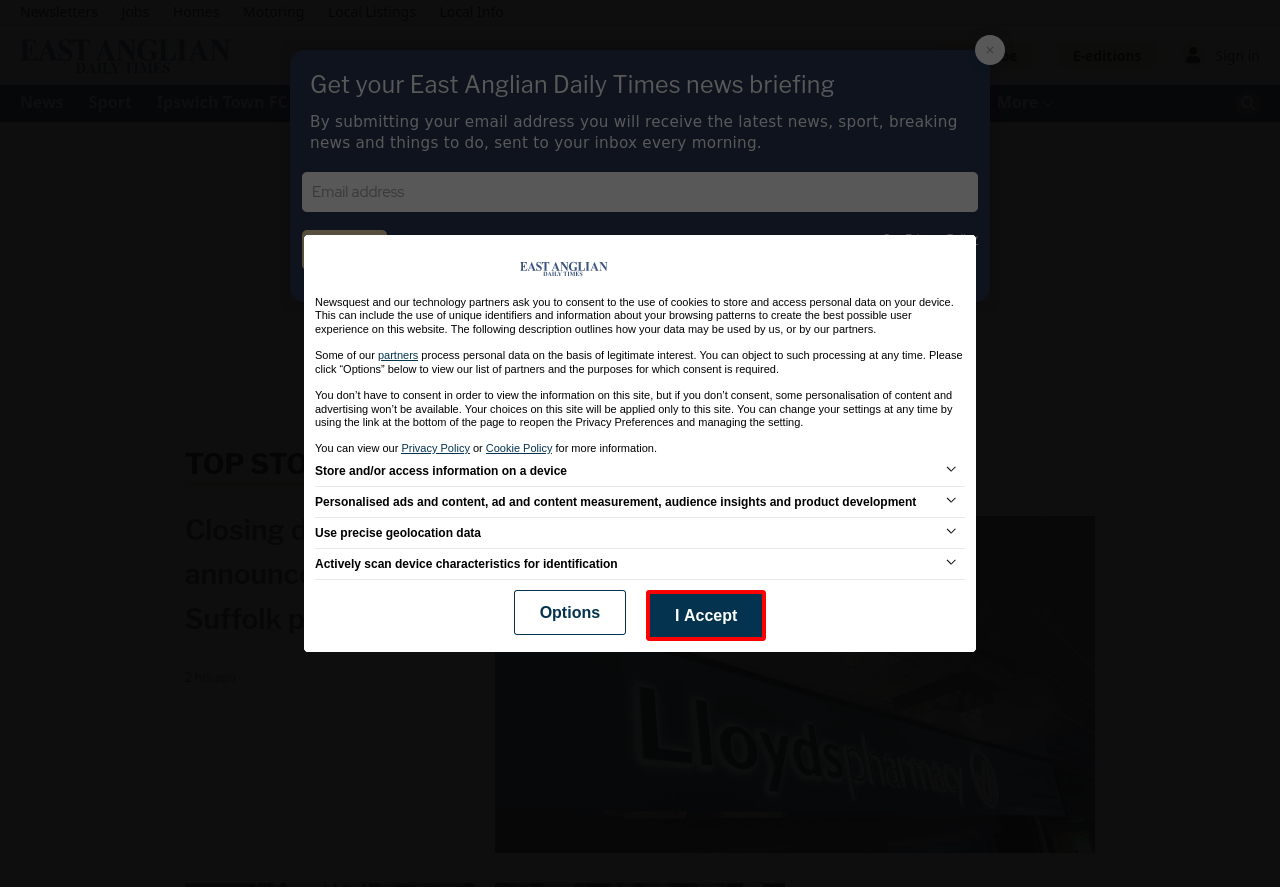 Newsletters Jobs Homes Motoring Local Listings Local Info
EAST ANGLIAN
DAILY TIMES
E-editions
Sign in
News Sport Ipswich Town FC
More
×
Get your East Anglian Daily Times news briefing
By submitting your email address you will receive the latest news, sport, breaking
news and things to do, sent to your inbox every morning.
Email address
EAST ANGLIAN
DAILY TIMES
Newsquest and our technology partners ask you to consent to the use of cookies to store and access personal data on your device.
This can include the use of unique identifiers and information about your browsing patterns to create the best possible user
experience on this website. The following description outlines how your data may be used by us, or by our partners.
Some of our partners process personal data on the basis of legitimate interest. You can object to such processing at any time. Please
click “Options” below to view our list of partners and the purposes for which consent is required.
You don’t have to consent in order to view the information on this site, but if you don’t consent, some personalisation of content and
advertising won’t be available. Your choices on this site will be applied only to this site. You can change your settings at any time by
using the link at the bottom of the page to reopen the Privacy Preferences and managing the setting.
You can view our Privacy Policy or Cookie Policy for more information.
Store and/or access information on a device
Personalised ads and content, ad and content measurement, audience insights and product development
Use precise geolocation data
Actively scan device characteristics for identification
Options
I Accept
TOP STO
Closing
announce
Suffolk p
2 hrs ago
Lloydspharmacy